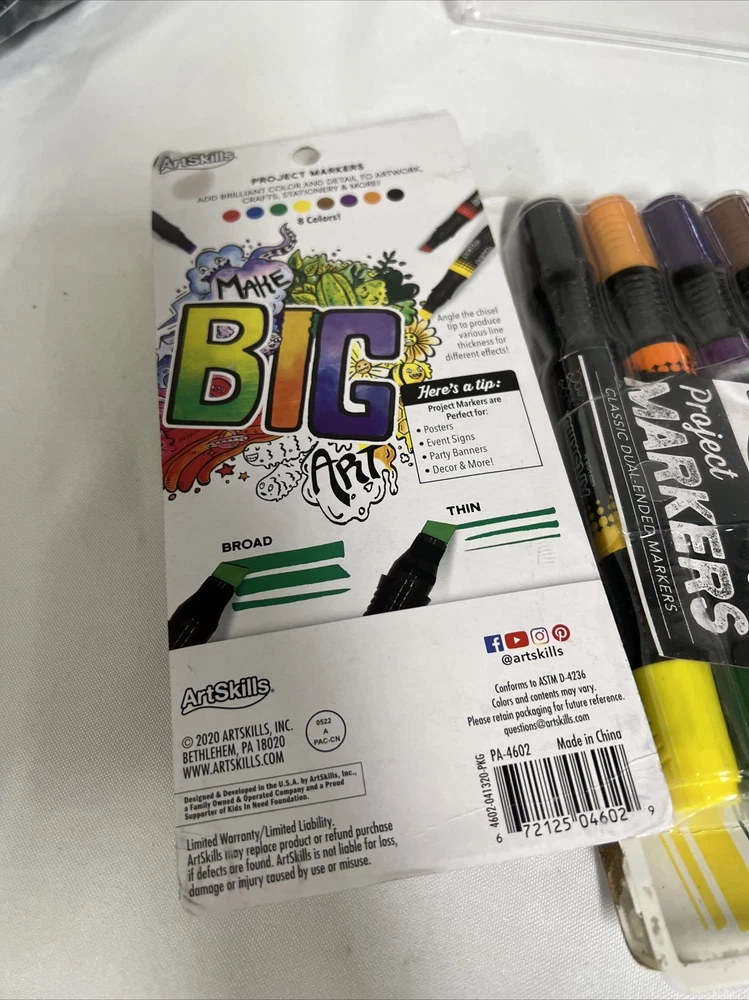 ArtSkills
PROJECT MARKERS
ADD BRILLIANT COLOR AND DETAIL TO ARTWORK,
CRAFTS, STATIONERY & MORE!
8 Colors!
MAKE
BIG
ART
Angle the chisel
tip to produce
various line
thickness for
different effects!
Here's a tip:
Project Markers are
Perfect for:
• Posters
• Event Signs
• Party Banners
• Decor & More!
BROAD
THIN
@artskills
ArtSkills®
© 2020 ARTSKILLS, INC.
BETHLEHEM, PA 18020
WWW.ARTSKILLS.COM
0522
A
PAC-CN
Designed & Developed in the U.S.A. by ArtSkills, Inc.,
a Family Owned & Operated Company and a Proud
Supporter of Kids In Need Foundation.
Limited Warranty/Limited Liability.
ArtSkills may replace product or refund purchase
if defects are found. ArtSkills is not liable for loss,
damage or injury caused by use or misuse.
Conforms to ASTM D-4236
Colors and contents may vary.
Please retain packaging for future reference.
questions@artskills.com
PA-4602 Made in China
4602-041320-PKG
6 72125 04602 9
Project
MARKERS
CLASSIC DUAL-ENDED MARKERS